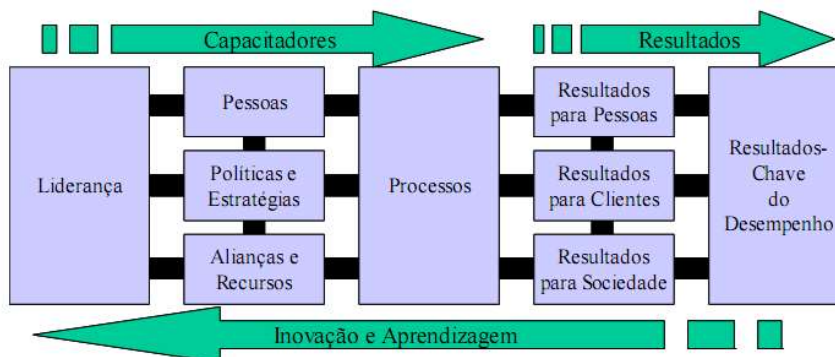 Capacitadores
Resultados
Liderança
Pessoas
Políticas e
Estratégias
Alianças e
Recursos
Processos
Resultados
para Pessoas
Resultados
para Clientes
Resultados
para Sociedade
Resultados-
Chave
do
Desempenho
Inovação e Aprendizagem